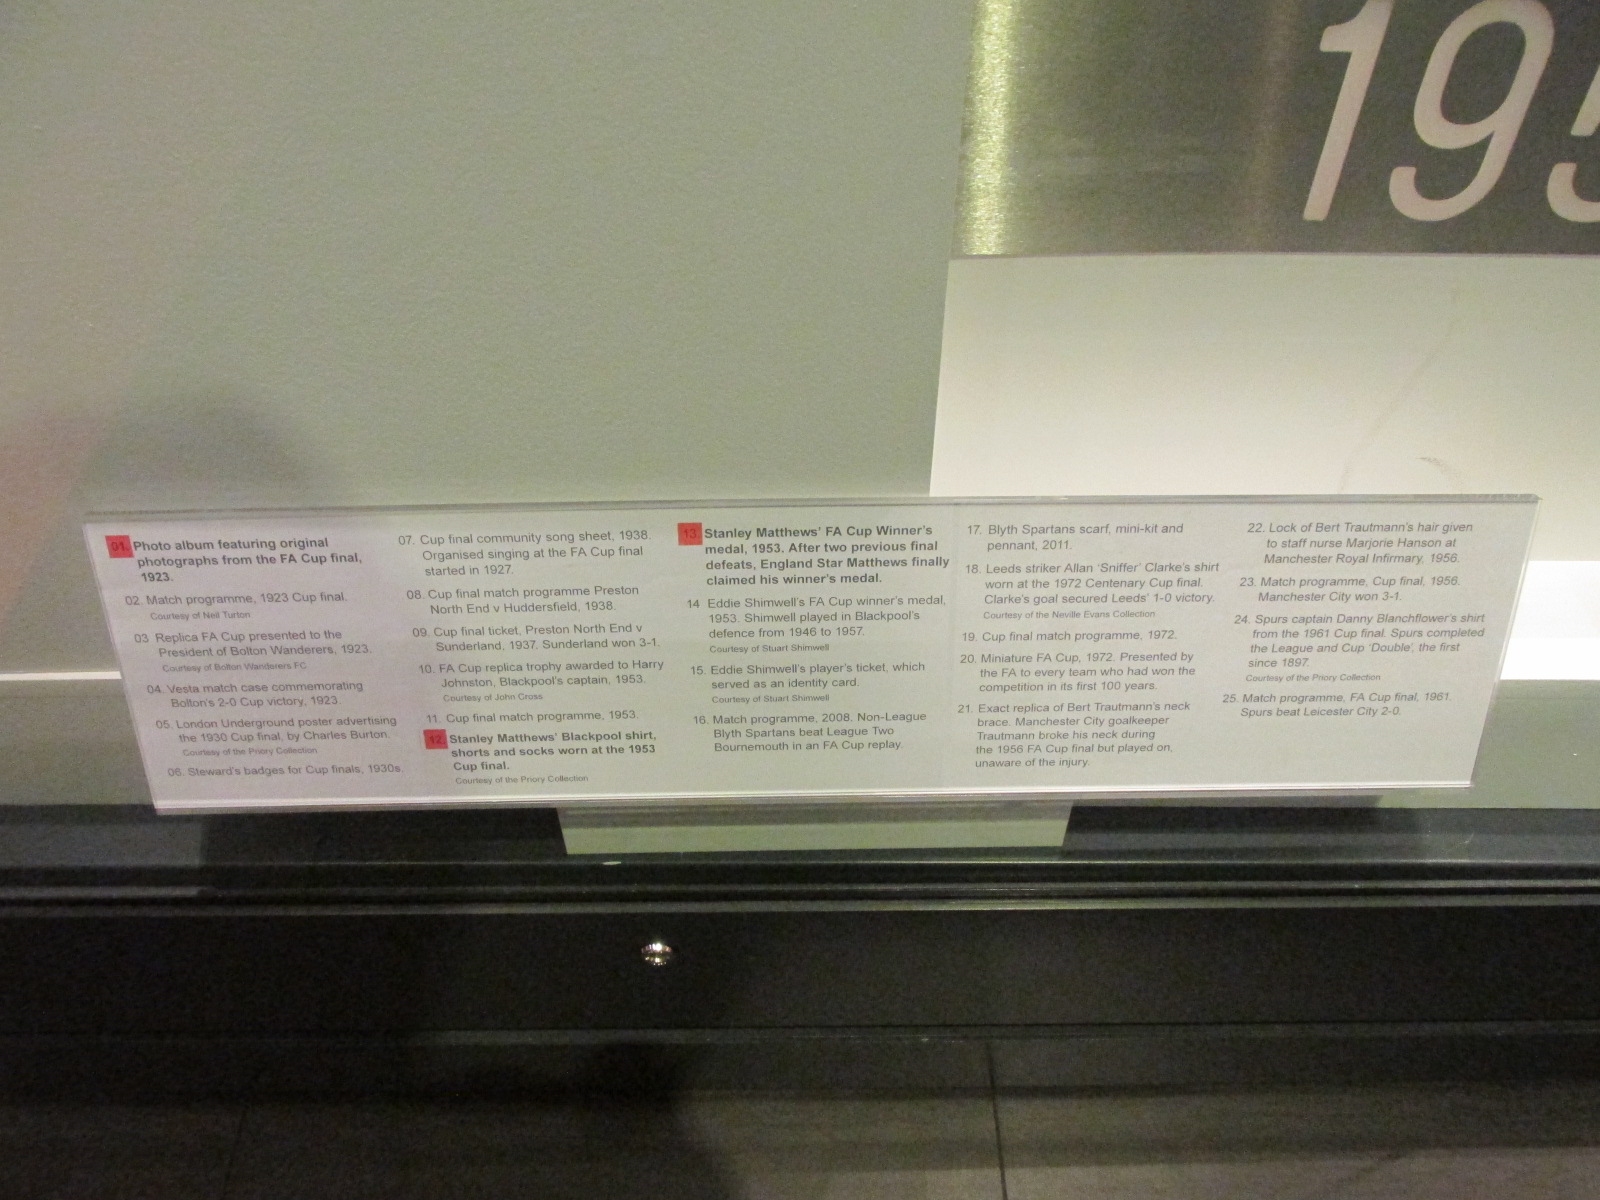 195
01. Photo album featuring original
photographs from the FA Cup final,
1923.
02. Match programme, 1923 Cup final.
Courtesy of Neil Turton
03 Replica FA Cup presented to the
President of Bolton Wanderers, 1923.
Courtesy of Bolton Wanderers FC
04. Vesta match case commemorating
Bolton's 2-0 Cup victory, 1923.
05. London Underground poster advertising
the 1930 Cup final, by Charles Burton.
Courtesy of the Priory Collection
06. Steward's badges for Cup finals, 1930s.
07. Cup final community song sheet, 1938.
Organised singing at the FA Cup final
started in 1927.
08. Cup final match programme Preston
North End v Huddersfield, 1938.
09. Cup final ticket, Preston North End v
Sunderland, 1937. Sunderland won 3-1.
10. FA Cup replica trophy awarded to Harry
Johnston, Blackpool's captain, 1953.
Courtesy of John Cross
11. Cup final match programme, 1953.
12. Stanley Matthews' Blackpool shirt,
shorts and socks worn at the 1953
Cup final.
Courtesy of the Priory Collection
13. Stanley Matthews' FA Cup Winner's
medal, 1953. After two previous final
defeats, England Star Matthews finally
claimed his winner's medal.
14 Eddie Shimwell's FA Cup winner's medal,
1953. Shimwell played in Blackpool's
defence from 1946 to 1957.
Courtesy of Stuart Shimwell
15. Eddie Shimwell's player's ticket, which
served as an identity card.
Courtesy of Stuart Shimwell
16. Match programme, 2008. Non-League
Blyth Spartans beat League Two
Bournemouth in an FA Cup replay.
17. Blyth Spartans scarf, mini-kit and
pennant, 2011.
18. Leeds striker Allan 'Sniffer' Clarke's shirt
worn at the 1972 Centenary Cup final.
Clarke's goal secured Leeds' 1-0 victory.
Courtesy of the Neville Evans Collection
19. Cup final match programme, 1972.
20. Miniature FA Cup, 1972. Presented by
the FA to every team who had won the
competition in its first 100 years.
21. Exact replica of Bert Trautmann's neck
brace. Manchester City goalkeeper
Trautmann broke his neck during
the 1956 FA Cup final but played on,
unaware of the injury.
22. Lock of Bert Trautmann's hair given
to staff nurse Marjorie Hanson at
Manchester Royal Infirmary, 1956.
23. Match programme, Cup final, 1956.
Manchester City won 3-1.
24. Spurs captain Danny Blanchflower's shirt
from the 1961 Cup final. Spurs completed
the League and Cup 'Double', the first
since 1897.
Courtesy of the Priory Collection
25. Match programme, FA Cup final, 1961.
Spurs beat Leicester City 2-0.